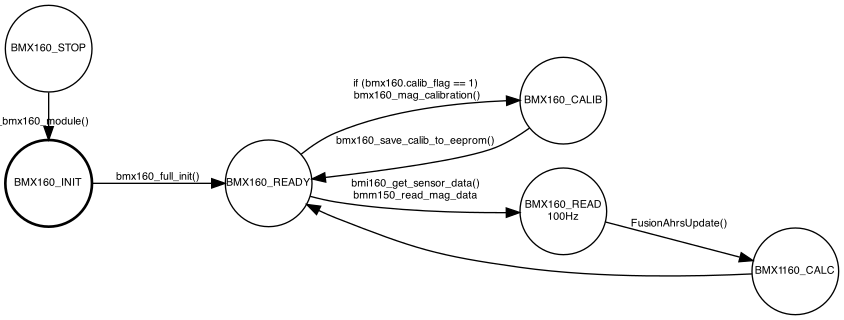 BMX160_STOP
_bmx160_module()
BMX160_INIT
bmx160_full_init()
BMX160_READY
if (bmx160.calib_flag == 1)
bmx160_mag_calibration()
BMX160_CALIB
bmx160_save_calib_to_eeprom()
bmi160_get_sensor_data()
bmm150_read_mag_data
BMX160_READ
100Hz
FusionAhrsUpdate()
BMX1160_CALC